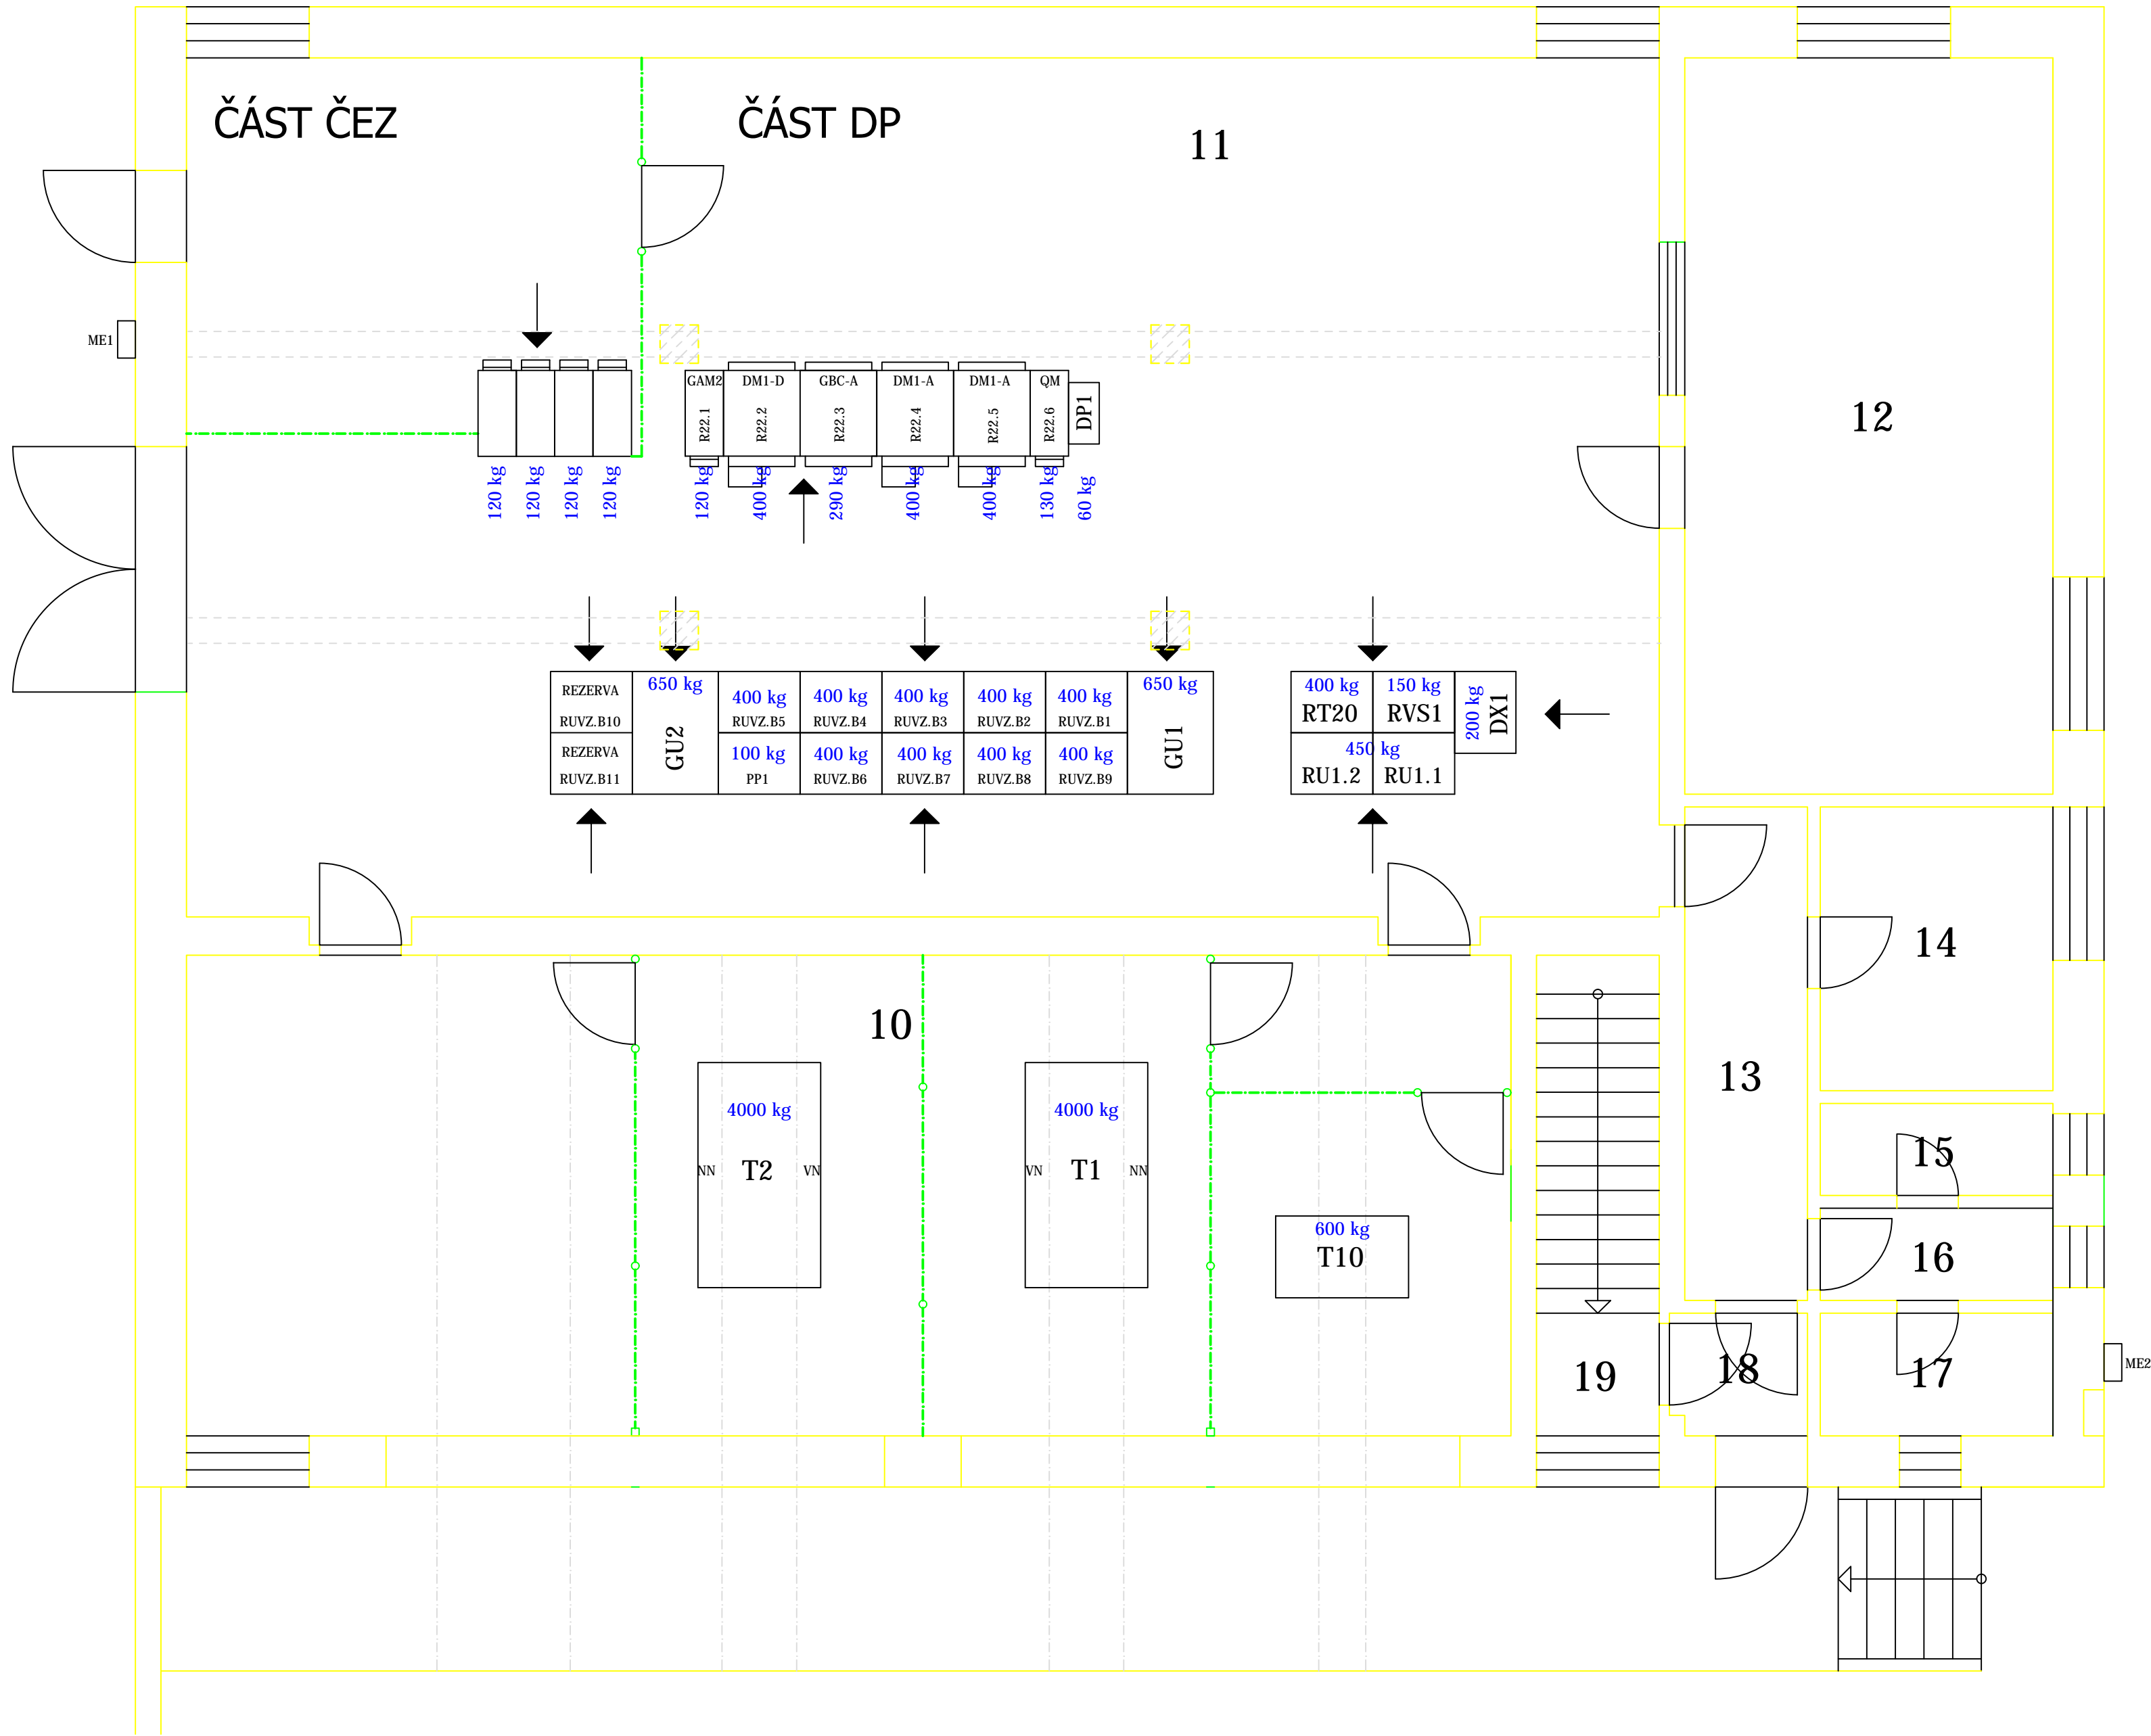 ČÁST ČEZ
ČÁST DP
11
12
ME1
GAM2 DM1-D GBC-A DM1-A DM1-A QM
R22.1 R22.2 R22.3 R22.4 R22.5 R22.6 DP1
120 kg 120 kg 120 kg 120 kg 120 kg 400 kg 290 kg 400 kg 400 kg 130 kg 60 kg
REZERVA 650 kg 400 kg 400 kg 400 kg 400 kg 400 kg 650 kg 400 kg 150 kg
RUVZ.B10 RUVZ.B5 RUVZ.B4 RUVZ.B3 RUVZ.B2 RUVZ.B1 RT20 RVS1 200 kg DX1
GU2 GU1
REZERVA 100 kg 400 kg 400 kg 400 kg 400 kg 450 kg
RUVZ.B11 PP1 RUVZ.B6 RUVZ.B7 RUVZ.B8 RUVZ.B9 RU1.2 RU1.1
14
10
13
4000 kg 4000 kg
NN T2 VN VN T1 NN
15
600 kg
T10
16
19 18 17
ME2